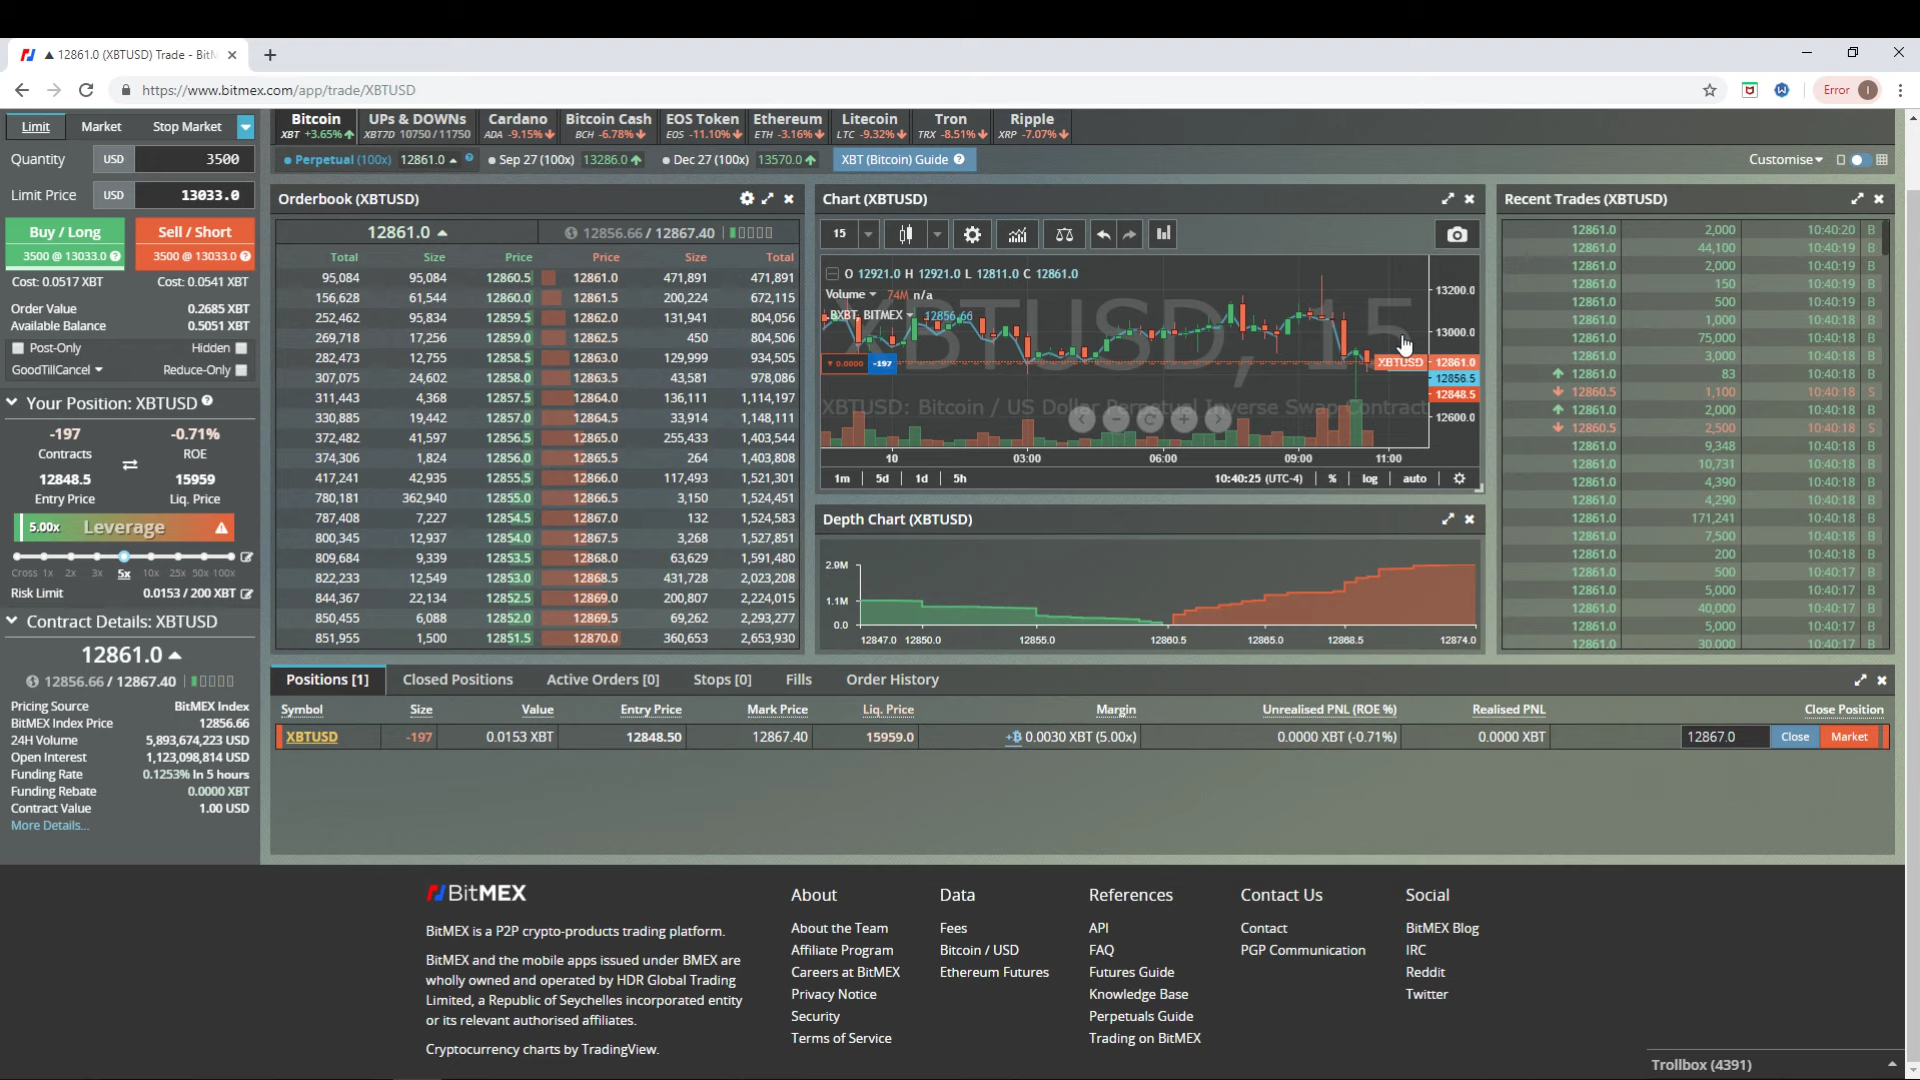 ▲ 12861.0 (XBTUSD) Trade - BitM
https://www.bitmex.com/app/trade/XBTUSD
Error I
Limit Market Stop Market
Quantity USD 3500
Limit Price USD 13033.0
Buy / Long
3500 @ 13033.0
Sell / Short
3500 @ 13033.0
Cost: 0.0517 XBT Cost: 0.0541 XBT
Order Value 0.2685 XBT
Available Balance 0.5051 XBT
Post-Only Hidden
GoodTillCancel Reduce-Only
Your Position: XBTUSD
-197 -0.71%
Contracts ROE
12848.5 15959
Entry Price Liq. Price
5.00x Leverage
Cross 1x 2x 3x 5x 10x 25x 50x 100x
Risk Limit 0.0153 / 200 XBT
Contract Details: XBTUSD
12861.0
12856.66 / 12867.40
Pricing Source BitMEX Index
BitMEX Index Price 12856.66
24H Volume 5,893,674,223 USD
Open Interest 1,123,098,814 USD
Funding Rate 0.1253% In 5 hours
Funding Rebate 0.0000 XBT
Contract Value 1.00 USD
More Details...
Bitcoin UPs & DOWNs Cardano Bitcoin Cash EOS Token Ethereum Litecoin Tron Ripple
XBT +3.65% XBT7D 10750 / 11750 ADA -9.15% BCH -6.78% EOS -11.10% ETH -3.16% LTC -9.32% TRX -8.51% XRP -7.07%
Perpetual (100x) 12861.0 Sep 27 (100x) 13286.0 Dec 27 (100x) 13570.0 XBT (Bitcoin) Guide
Customise
Orderbook (XBTUSD)
12861.0 12856.66 / 12867.40
Total Size Price Price Size Total
95,084 95,084 12860.5 12861.0 471,891 471,891
156,628 61,544 12860.0 12861.5 200,224 672,115
252,462 95,834 12859.5 12862.0 131,941 804,056
269,718 17,256 12859.0 12862.5 450 804,506
282,473 12,755 12858.5 12863.0 129,999 934,505
307,075 24,602 12858.0 12863.5 43,581 978,086
311,443 4,368 12857.5 12864.0 136,111 1,114,197
330,885 19,442 12857.0 12864.5 33,914 1,148,111
372,482 41,597 12856.5 12865.0 255,433 1,403,544
374,306 1,824 12856.0 12865.5 264 1,403,808
417,241 42,935 12855.5 12866.0 117,493 1,521,301
780,181 362,940 12855.0 12866.5 3,150 1,524,451
787,408 7,227 12854.5 12867.0 132 1,524,583
800,345 12,937 12854.0 12867.5 3,268 1,527,851
809,684 9,339 12853.5 12868.0 63,629 1,591,480
822,233 12,549 12853.0 12868.5 431,728 2,023,208
844,367 22,134 12852.5 12869.0 200,807 2,224,015
850,455 6,088 12852.0 12869.5 69,262 2,293,277
851,955 1,500 12851.5 12870.0 360,653 2,653,930
Chart (XBTUSD)
15
O 12921.0 H 12921.0 L 12811.0 C 12861.0
Volume 74M n/a
.BXBT, BITMEX 12856.66
XBTUSD, 15
XBTUSD: Bitcoin / US Dollar Perpetual Inverse Swap Contract
0.0000 -197
13200.0
13000.0
XBTUSD 12861.0
12856.5
12848.5
12600.0
10 03:00 06:00 09:00 11:00
1m 5d 1d 5h 10:40:25 (UTC-4) % log auto
Depth Chart (XBTUSD)
2.9M
1.1M
0.0
12847.0 12850.0 12855.0 12860.5 12865.0 12868.5 12874.0
Recent Trades (XBTUSD)
12861.0 2,000 10:40:20 B
12861.0 44,100 10:40:19 B
12861.0 2,000 10:40:19 B
12861.0 150 10:40:19 B
12861.0 500 10:40:19 B
12861.0 1,000 10:40:18 B
12861.0 75,000 10:40:18 B
12861.0 3,000 10:40:18 B
12861.0 83 10:40:18 B
12860.5 1,100 10:40:18 S
12861.0 2,000 10:40:18 B
12860.5 2,500 10:40:18 S
12861.0 9,348 10:40:18 B
12861.0 10,731 10:40:18 B
12861.0 4,390 10:40:18 B
12861.0 4,290 10:40:18 B
12861.0 171,241 10:40:18 B
12861.0 7,500 10:40:18 B
12861.0 200 10:40:18 B
12861.0 500 10:40:17 B
12861.0 5,000 10:40:17 B
12861.0 40,000 10:40:17 B
12861.0 5,000 10:40:17 B
12861.0 30,000 10:40:17 B
Positions [1] Closed Positions Active Orders [0] Stops [0] Fills Order History
Symbol Size Value Entry Price Mark Price Liq. Price Margin Unrealised PNL (ROE %) Realised PNL Close Position
XBTUSD -197 0.0153 XBT 12848.50 12867.40 15959.0 0.0030 XBT (5.00x) 0.0000 XBT (-0.71%) 0.0000 XBT 12867.0 Close Market
BitMEX
BitMEX is a P2P crypto-products trading platform.
BitMEX and the mobile apps issued under BMEX are
wholly owned and operated by HDR Global Trading
Limited, a Republic of Seychelles incorporated entity
or its relevant authorised affiliates.
Cryptocurrency charts by TradingView.
About
About the Team
Affiliate Program
Careers at BitMEX
Privacy Notice
Security
Terms of Service
Data
Fees
Bitcoin / USD
Ethereum Futures
References
API
FAQ
Futures Guide
Knowledge Base
Perpetuals Guide
Trading on BitMEX
Contact Us
Contact
PGP Communication
Social
BitMEX Blog
IRC
Reddit
Twitter
Trollbox (4391)